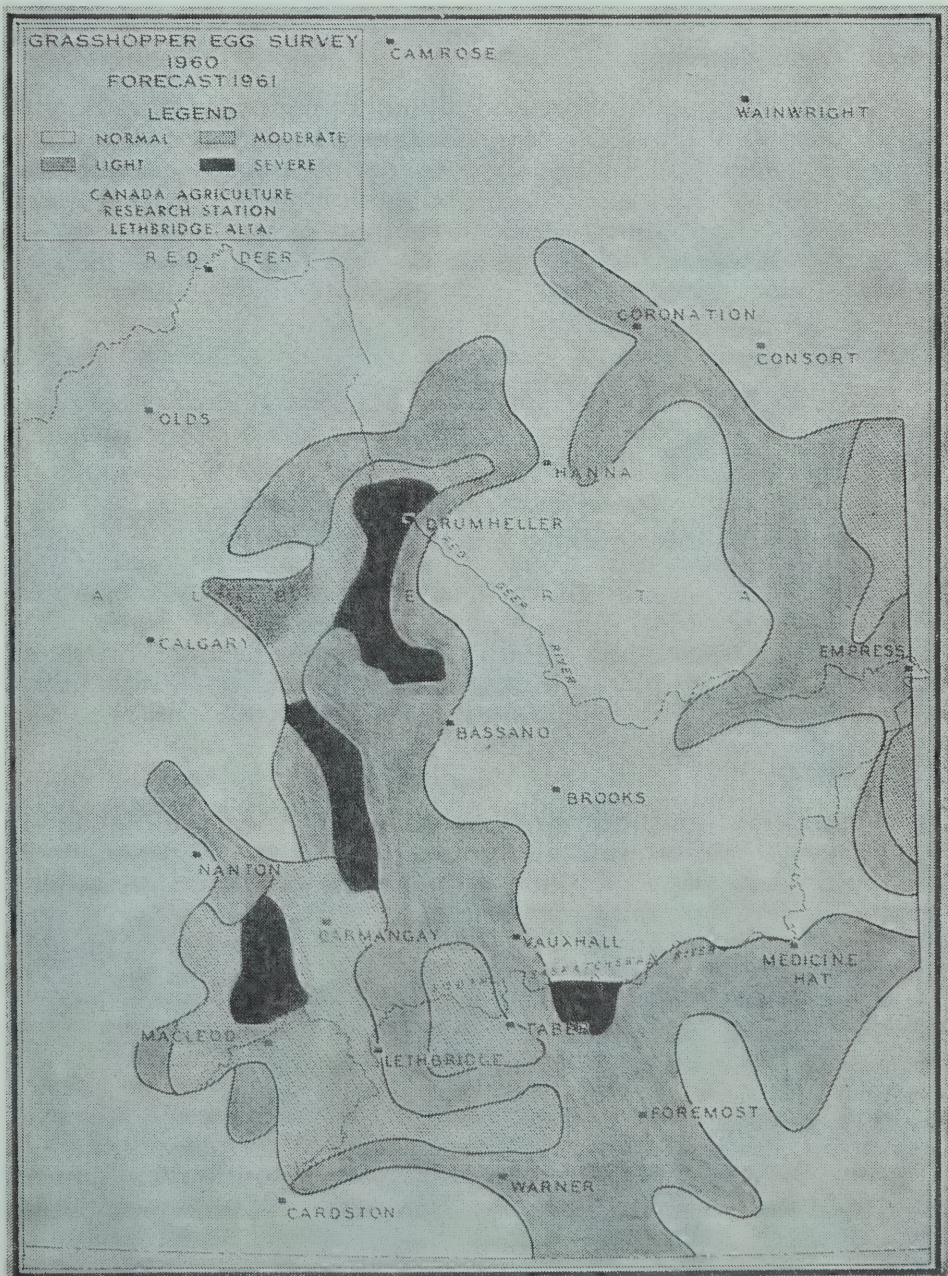 GRASSHOPPER EGG SURVEY
1960
FORECAST 1961
LEGEND
NORMAL MODERATE
LIGHT SEVERE
CANADA AGRICULTURE
RESEARCH STATION
LETHBRIDGE. ALTA.
CAMROSE
WAINWRIGHT
RED DEER
CORONATION
CONSORT
OLDS
HANNA
DRUMHELLER
RED DEER RIVER
A L B E R T A
CALGARY
EMPRESS
BASSANO
BROOKS
NANTON
CARMANGAY
VAUXHALL
SASKATCHEWAN RIVER
MEDICINE
HAT
MACLEOD
TABER
LETHBRIDGE
FOREMOST
WARNER
CARDSTON